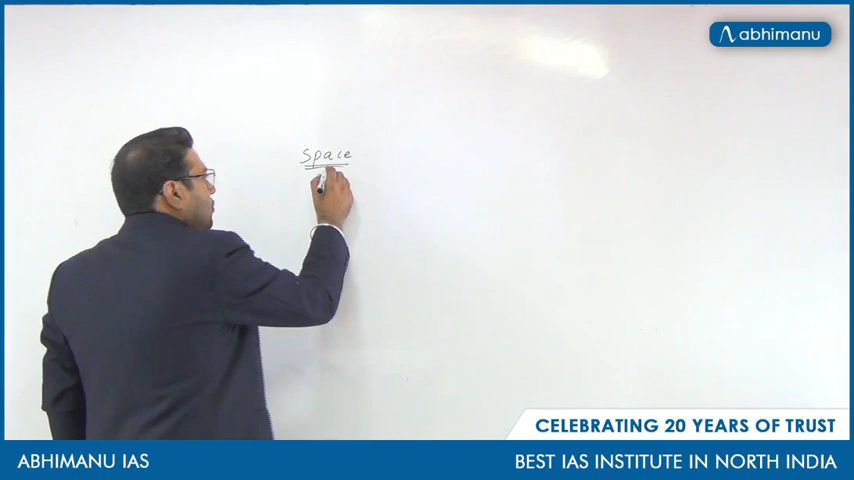 abhimanu
Space
CELEBRATING 20 YEARS OF TRUST
ABHIMANU IAS
BEST IAS INSTITUTE IN NORTH INDIA